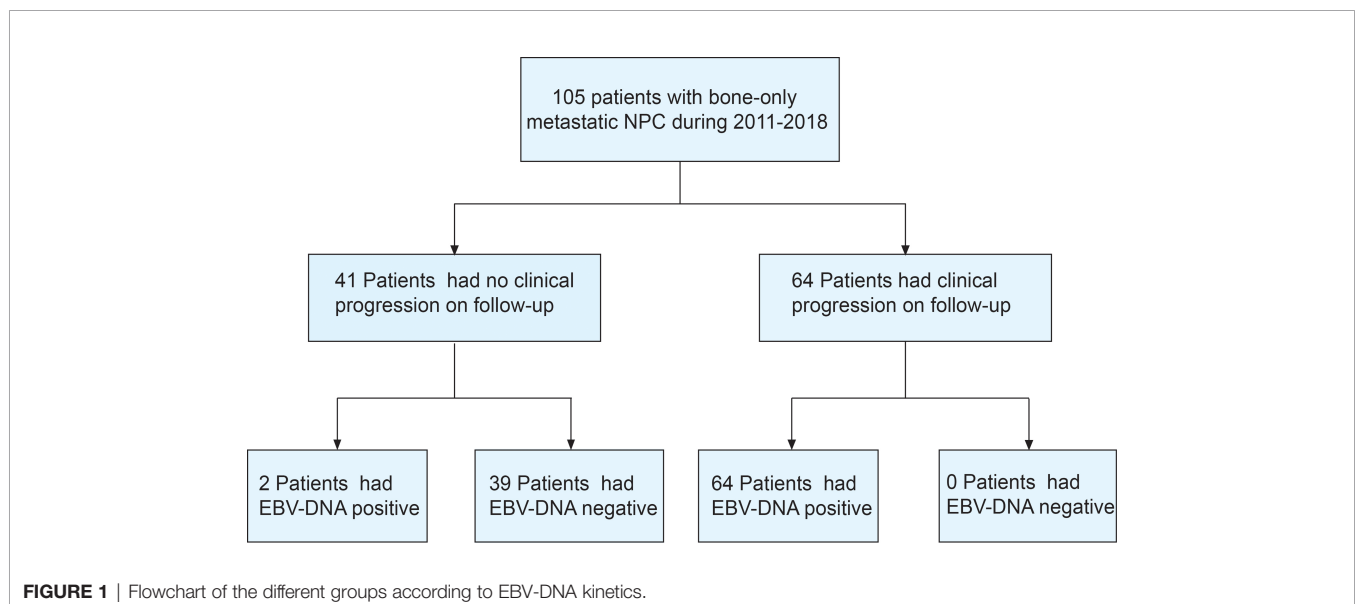 105 patients with bone-only
metastatic NPC during 2011-2018
41 Patients had no clinical
progression on follow-up
64 Patients had clinical
progression on follow-up
2 Patients had
EBV-DNA positive
39 Patients had
EBV-DNA negative
64 Patients had
EBV-DNA positive
0 Patients had
EBV-DNA negative
FIGURE 1 | Flowchart of the different groups according to EBV-DNA kinetics.